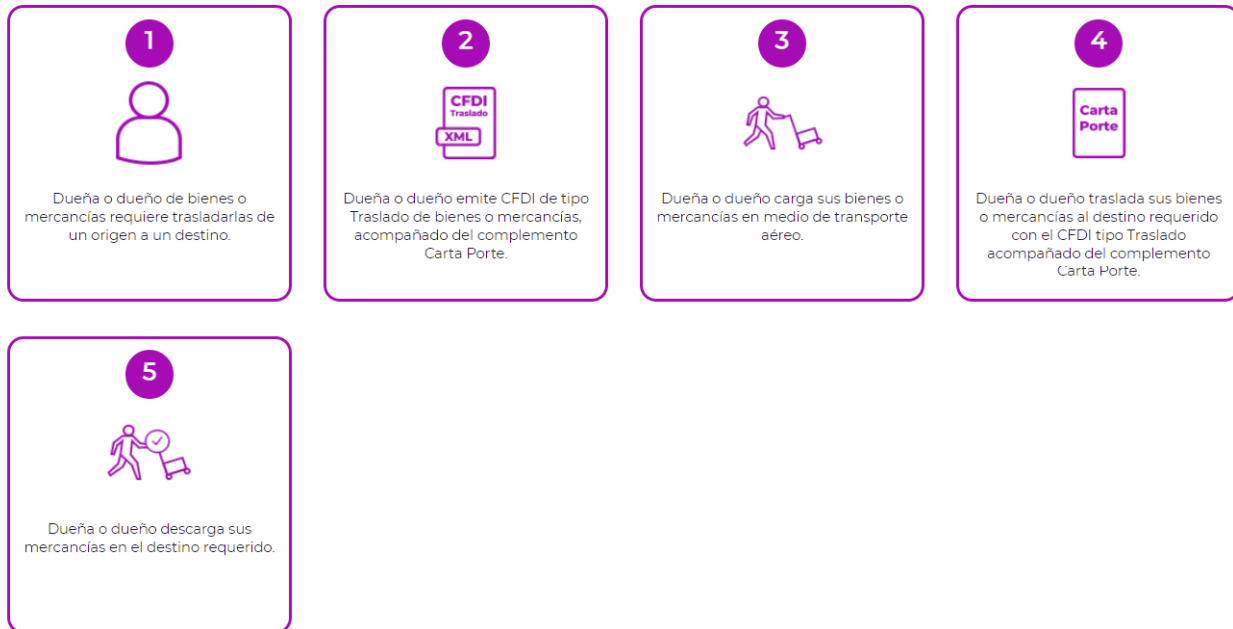 1
Dueña o dueño de bienes o
mercancías requiere trasladarlas de
un origen a un destino.
2
CFDI
Traslado
XML
Dueña o dueño emite CFDI de tipo
Traslado de bienes o mercancías,
acompañado del complemento
Carta Porte.
3
Dueña o dueño carga sus bienes o
mercancías en medio de transporte
aéreo.
4
Carta
Porte
Dueña o dueño traslada sus bienes
o mercancías al destino requerido
con el CFDI tipo Traslado
acompañado del complemento
Carta Porte.
5
Dueña o dueño descarga sus
mercancías en el destino requerido.